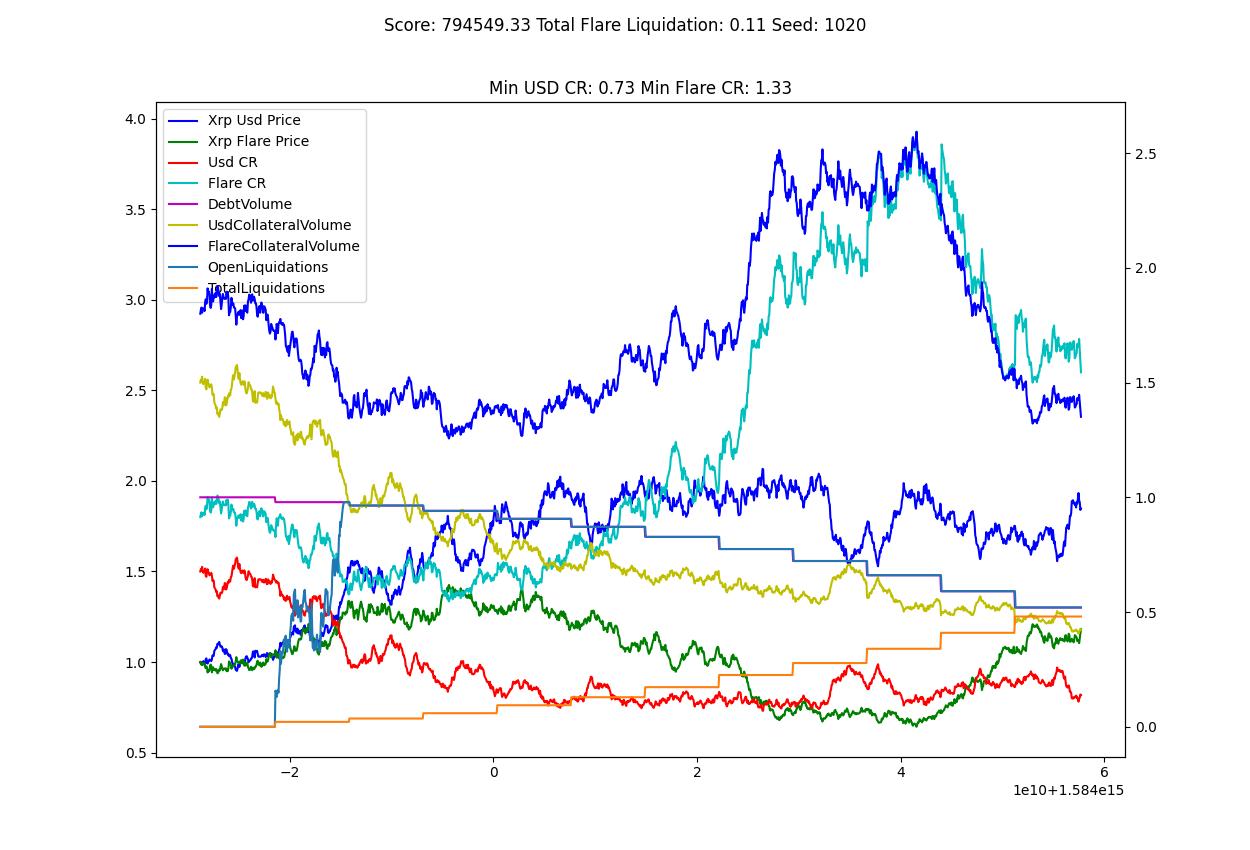 Score: 794549.33 Total Flare Liquidation: 0.11 Seed: 1020
Min USD CR: 0.73 Min Flare CR: 1.33
Xrp Usd Price
Xrp Flare Price
Usd CR
Flare CR
DebtVolume
UsdCollateralVolume
FlareCollateralVolume
OpenLiquidations
TotalLiquidations
4.0
3.5
3.0
2.5
2.0
1.5
1.0
0.5
2.5
2.0
1.5
1.0
0.5
0.0
−2 0 2 4 6
1e10+1.584e15